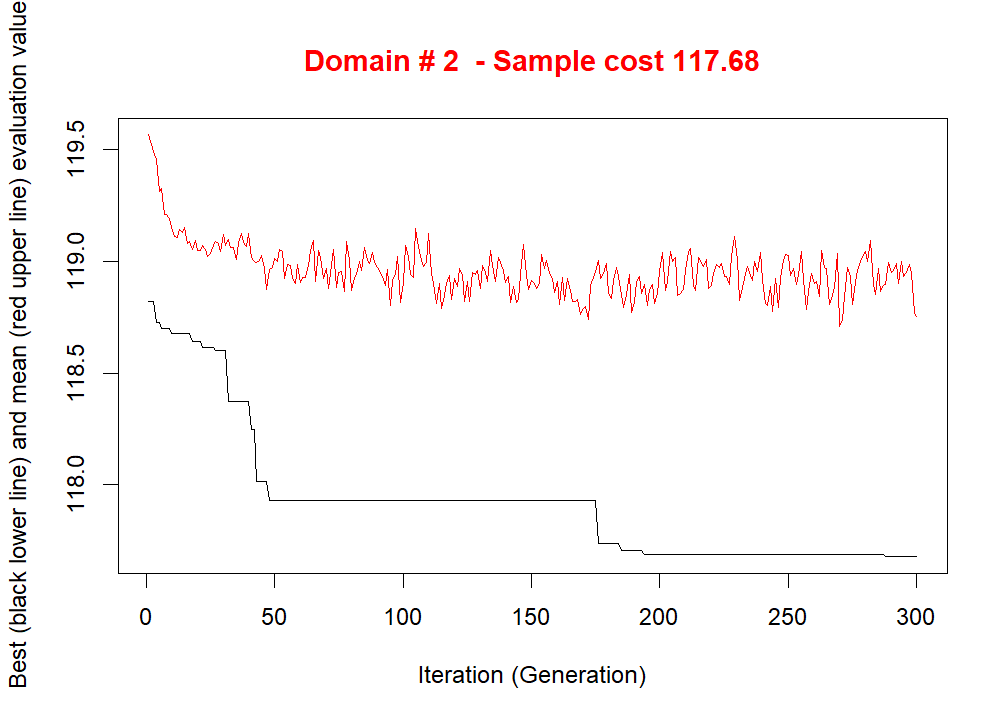 Domain # 2  - Sample cost 117.68
Best (black lower line) and mean (red upper line) evaluation value
119.5
119.0
118.5
118.0
0 50 100 150 200 250 300
Iteration (Generation)